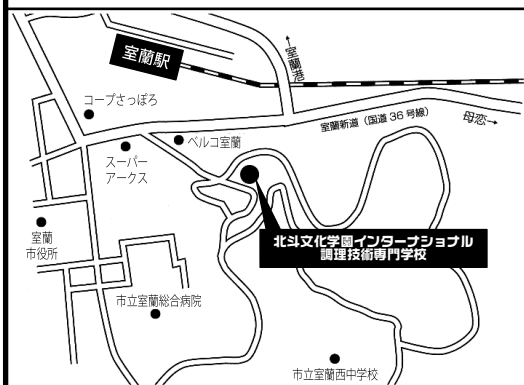 室蘭駅
↑室蘭港
コープさっぽろ
室蘭新道（国道36号線）
母恋→
ベルコ室蘭
スーパー
アークス
室蘭
市役所
北斗文化学園インターナショナル
調理技術専門学校
市立室蘭総合病院
市立室蘭西中学校